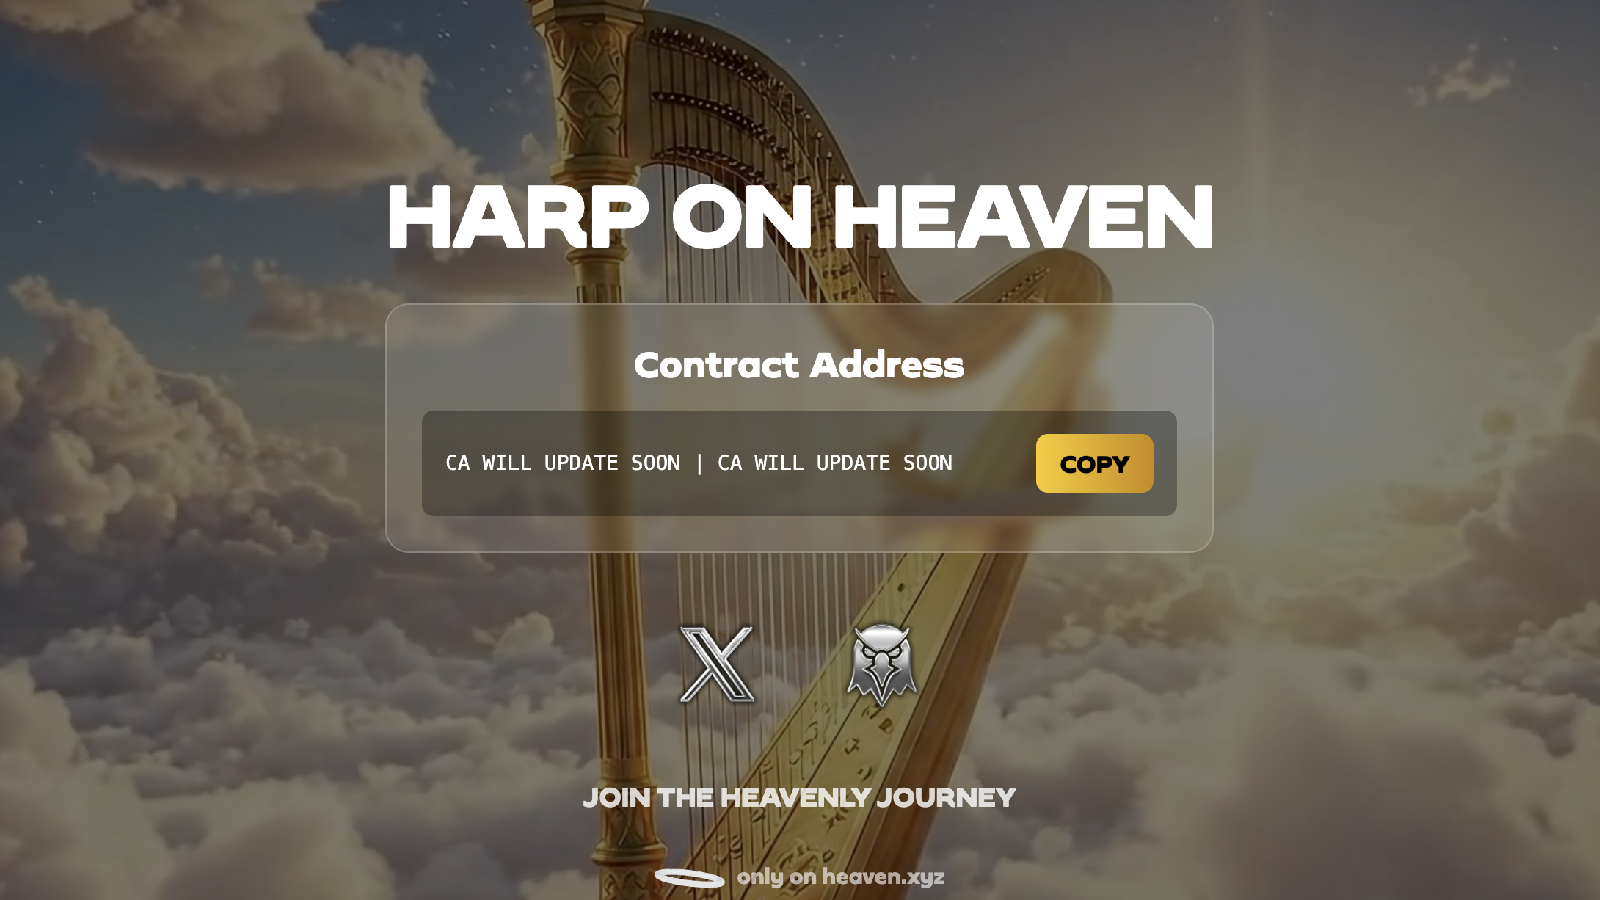 HARP ON HEAVEN
Contract Address
CA WILL UPDATE SOON | CA WILL UPDATE SOON
COPY
JOIN THE HEAVENLY JOURNEY
only on heaven.xyz